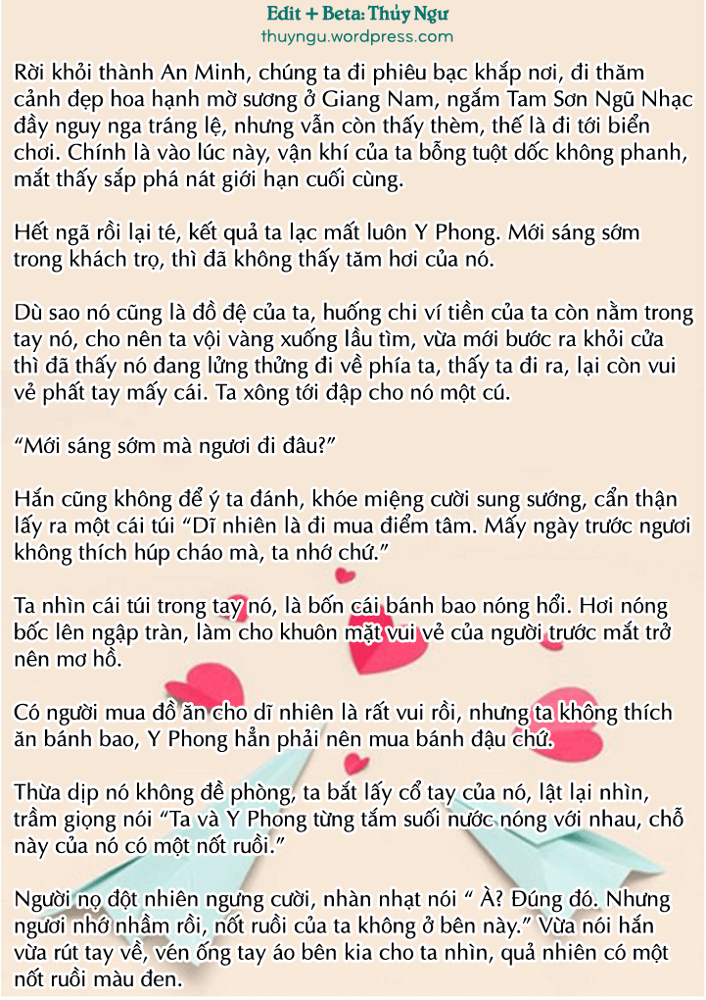 Edit + Beta: Thủy Ngư
thuyngu.wordpress.com
Rời khỏi thành An Minh, chúng ta đi phiêu bạc khắp nơi, đi thăm
cảnh đẹp hoa hạnh mờ sương ở Giang Nam, ngắm Tam Sơn Ngũ Nhạc
đầy nguy nga tráng lệ, nhưng vẫn còn thấy thèm, thế là đi tới biển
chơi. Chính là vào lúc này, vận khí của ta bỗng tuột dốc không phanh,
mắt thấy sắp phá nát giới hạn cuối cùng.
Hết ngã rồi lại té, kết quả ta lạc mất luôn Y Phong. Mới sáng sớm
trong khách trọ, thì đã không thấy tăm hơi của nó.
Dù sao nó cũng là đồ đệ của ta, huống chi ví tiền của ta còn nằm trong
tay nó, cho nên ta vội vàng xuống lầu tìm, vừa mới bước ra khỏi cửa
thì đã thấy nó đang lửng thửng đi về phía ta, thấy ta đi ra, lại còn vui
vẻ phất tay mấy cái. Ta xông tới đập cho nó một cú.
“Mới sáng sớm mà ngươi đi đâu?”
Hắn cũng không để ý ta đánh, khóe miệng cười sung sướng, cẩn thận
lấy ra một cái túi “Dĩ nhiên là đi mua điểm tâm. Mấy ngày trước ngươi
không thích húp cháo mà, ta nhớ chứ.”
Ta nhìn cái túi trong tay nó, là bốn cái bánh bao nóng hổi. Hơi nóng
bốc lên ngập tràn, làm cho khuôn mặt vui vẻ của người trước mắt trở
nên mơ hồ.
Có người mua đồ ăn cho dĩ nhiên là rất vui rồi, nhưng ta không thích
ăn bánh bao, Y Phong hẳn phải nên mua bánh đậu chứ.
Thừa dịp nó không đề phòng, ta bắt lấy cổ tay của nó, lật lại nhìn,
trầm giọng nói “Ta và Y Phong từng tắm suối nước nóng với nhau, chỗ
này của nó có một nốt ruồi.”
Người nọ đột nhiên ngưng cười, nhàn nhạt nói “ À? Đúng đó. Nhưng
ngươi nhớ nhầm rồi, nốt ruồi của ta không ở bên này.” Vừa nói hắn
vừa rút tay về, vén ống tay áo bên kia cho ta nhìn, quả nhiên có một
nốt ruồi màu đen.